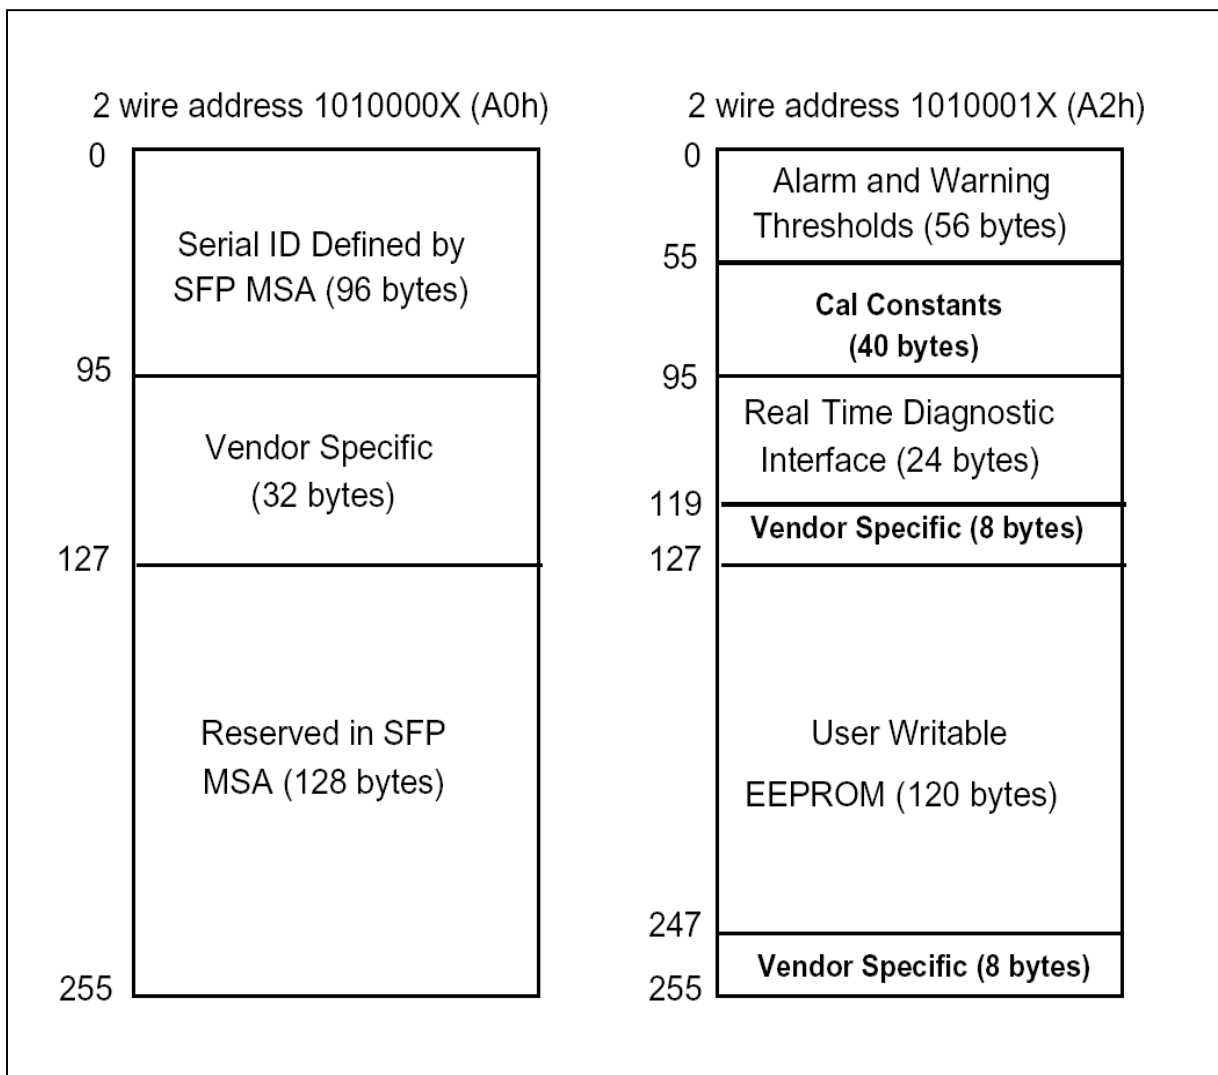 2 wire address 1010000X (A0h)
0
Serial ID Defined by
SFP MSA (96 bytes)
95
Vendor Specific
(32 bytes)
127
Reserved in SFP
MSA (128 bytes)
255
2 wire address 1010001X (A2h)
0
Alarm and Warning
Thresholds (56 bytes)
55
Cal Constants
(40 bytes)
95
Real Time Diagnostic
Interface (24 bytes)
119
Vendor Specific (8 bytes)
127
User Writable
EEPROM (120 bytes)
247
Vendor Specific (8 bytes)
255